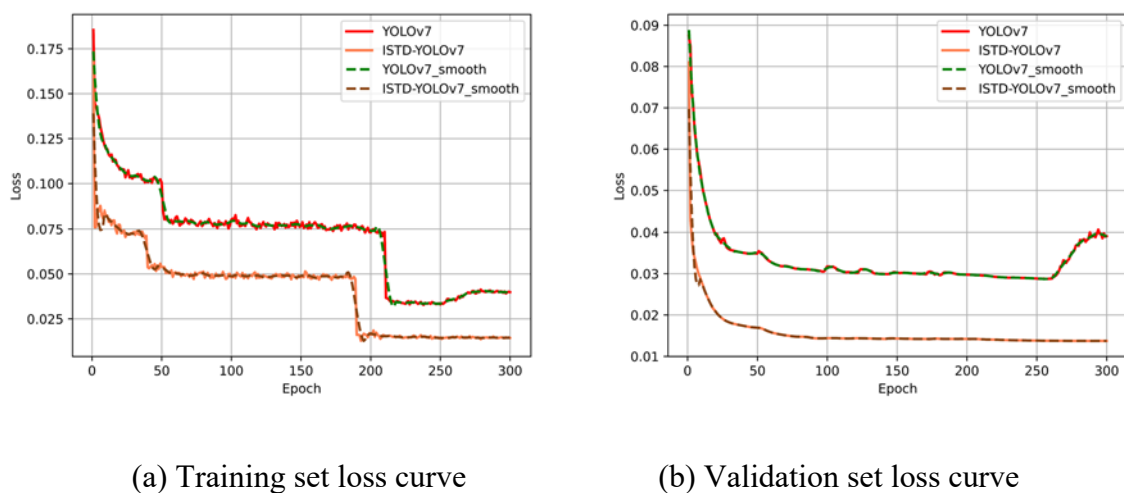 0.175
0.150
0.125
0.100
0.075
0.050
0.025
Loss
0 50 100 150 200 250 300
Epoch
YOLOv7
ISTD-YOLOv7
YOLOv7_smooth
ISTD-YOLOv7_smooth
(a) Training set loss curve
0.09
0.08
0.07
0.06
0.05
0.04
0.03
0.02
0.01
Loss
0 50 100 150 200 250 300
Epoch
YOLOv7
ISTD-YOLOv7
YOLOv7_smooth
ISTD-YOLOv7_smooth
(b) Validation set loss curve